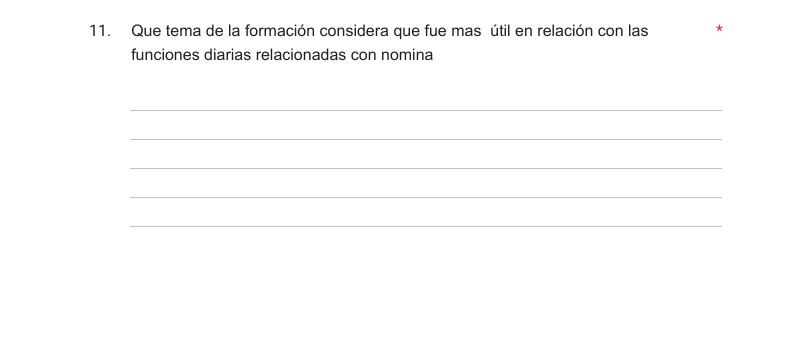 11. Que tema de la formación considera que fue mas  útil en relación con las *
funciones diarias relacionadas con nomina